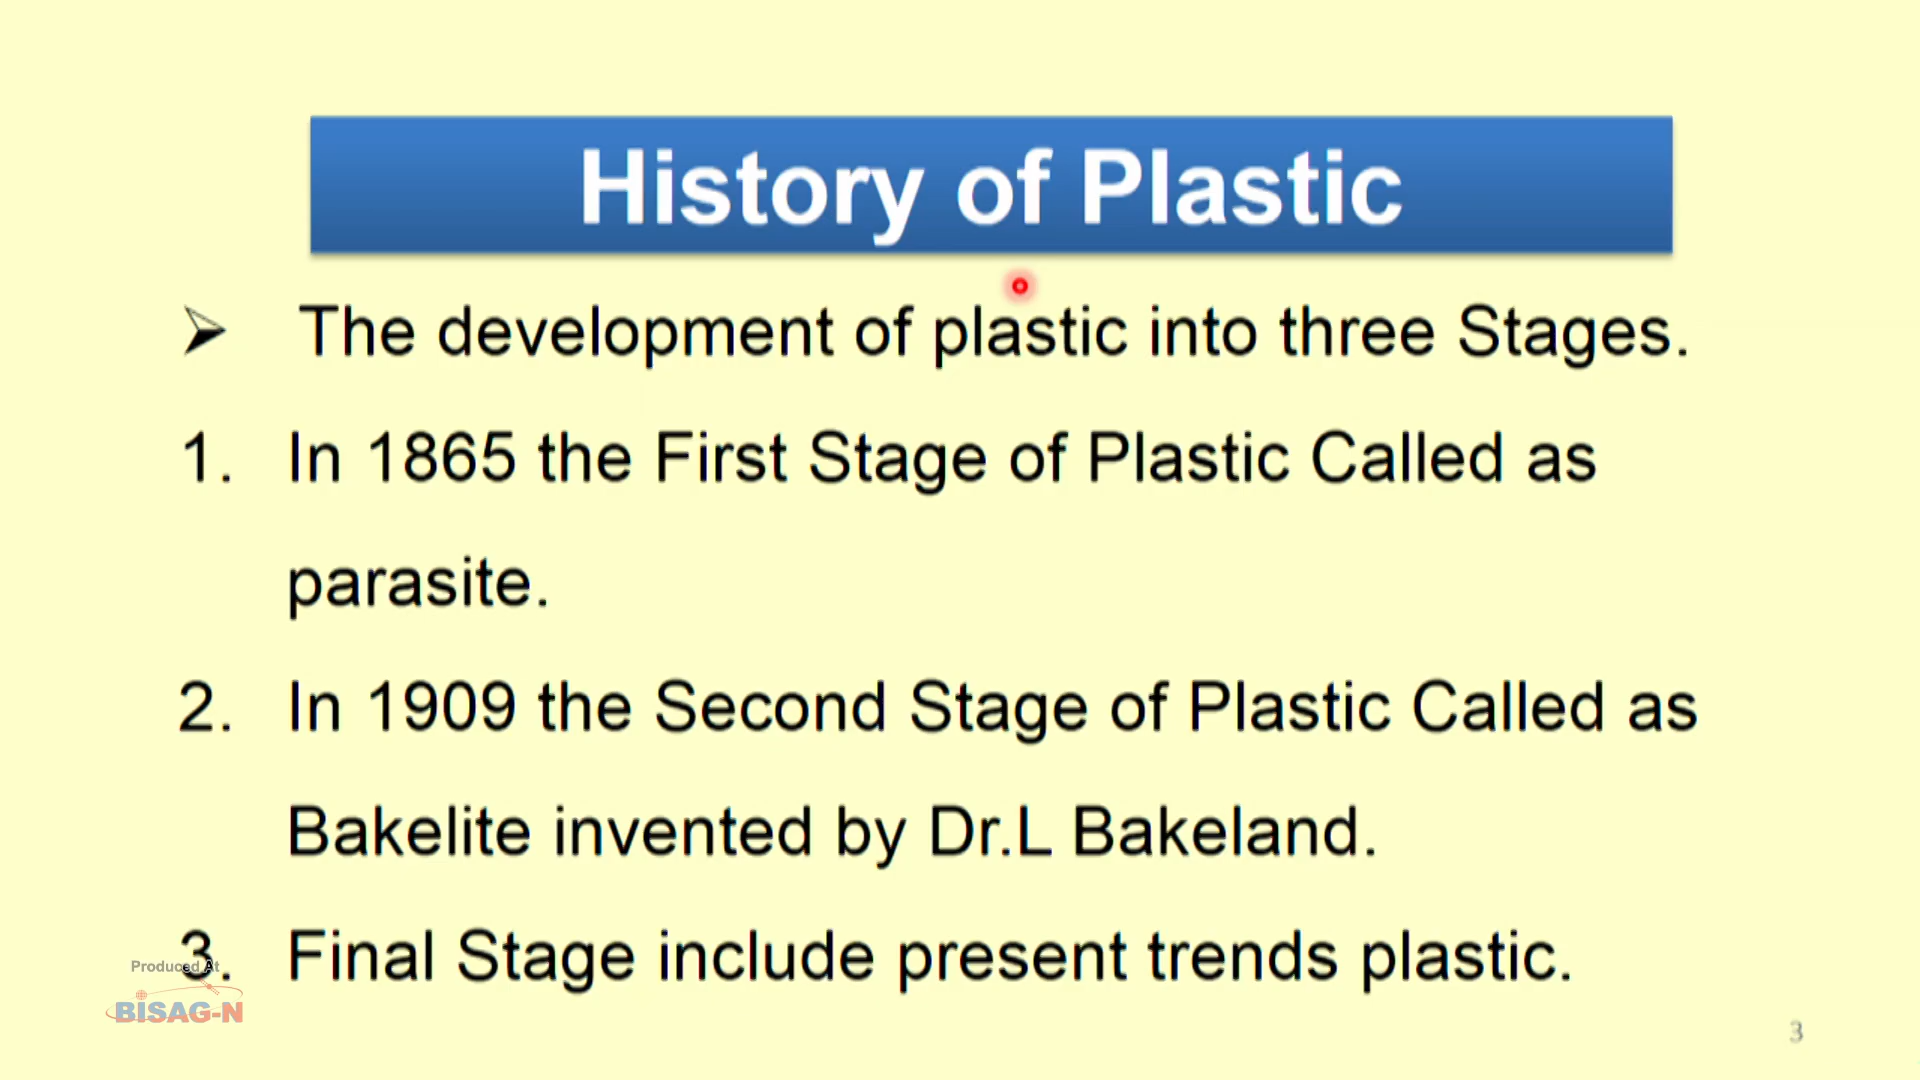 History of Plastic
➢ The development of plastic into three Stages.
1. In 1865 the First Stage of Plastic Called as
parasite.
2. In 1909 the Second Stage of Plastic Called as
Bakelite invented by Dr.L Bakeland.
3. Final Stage include present trends plastic.
Produced At
BISAG-N
3